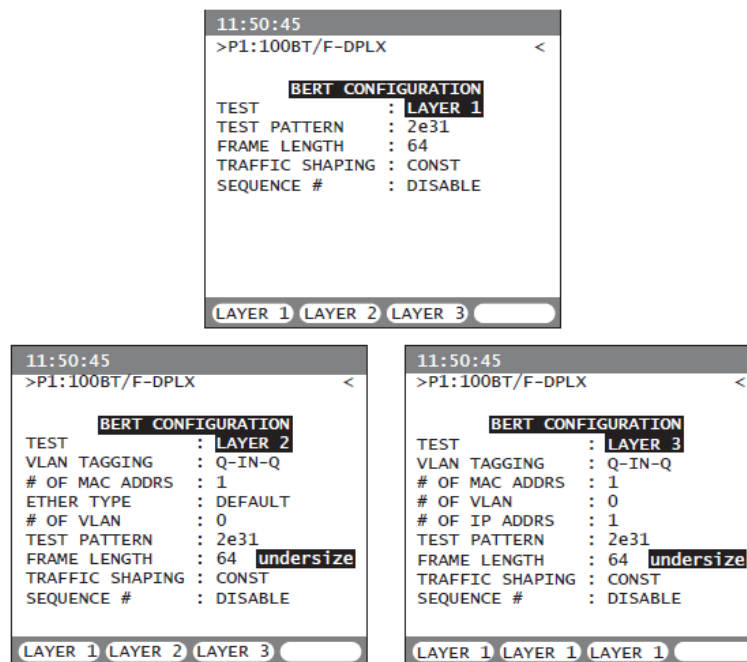 11:50:45
>P1:100BT/F-DPLX <
BERT CONFIGURATION
TEST : LAYER 1
TEST PATTERN : 2e31
FRAME LENGTH : 64
TRAFFIC SHAPING : CONST
SEQUENCE # : DISABLE
LAYER 1 LAYER 2 LAYER 3
11:50:45
>P1:100BT/F-DPLX <
BERT CONFIGURATION
TEST : LAYER 2
VLAN TAGGING : Q-IN-Q
# OF MAC ADDRS : 1
ETHER TYPE : DEFAULT
# OF VLAN : 0
TEST PATTERN : 2e31
FRAME LENGTH : 64 undersize
TRAFFIC SHAPING : CONST
SEQUENCE # : DISABLE
LAYER 1 LAYER 2 LAYER 3
11:50:45
>P1:100BT/F-DPLX <
BERT CONFIGURATION
TEST : LAYER 3
VLAN TAGGING : Q-IN-Q
# OF MAC ADDRS : 1
# OF VLAN : 0
# OF IP ADDRS : 1
TEST PATTERN : 2e31
FRAME LENGTH : 64 undersize
TRAFFIC SHAPING : CONST
SEQUENCE # : DISABLE
LAYER 1 LAYER 1 LAYER 1